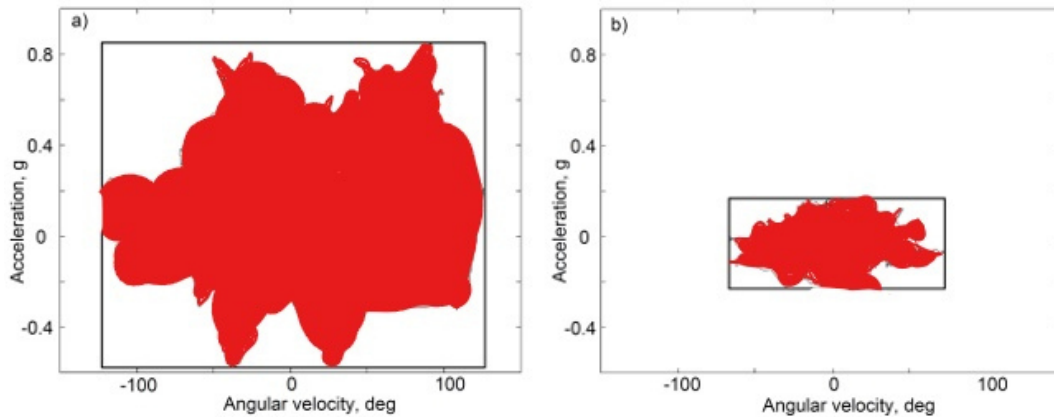 a)
0.8
0.4
0
-0.4
Acceleration, g
-100
0
100
Angular velocity, deg
b)
0.8
0.4
0
-0.4
Acceleration, g
-100
0
100
Angular velocity, deg